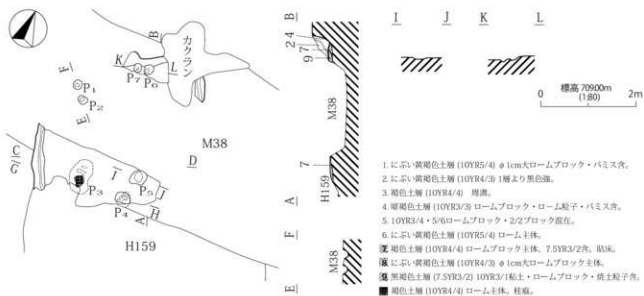 B
I J K L
2 4
7
9
カクラン
B
K L
P7 P6
F
P1
P2
E
標高 709.00m
(1:80)
0 2m
M38
M38
C
G
D
I
P3
P5
J
P4
H
A
H159
7
H159
A
F
M38
E
1. にぶい黄褐色土層 (10YR5/4) φ1cm大ロームブロック・パミス含。
2. にぶい黄褐色土層 (10YR4/3) 1層より黒色強。
3. 褐色土層 (10YR4/4) 周溝。
4. 暗褐色土層 (10YR3/3) ロームブロック・ローム粒子・パミス含。
5. 10YR3/4・5/6ロームブロック・2/2ブロック混在。
6. にぶい黄褐色土層 (10YR5/4) ローム主体。
褐色土層 (10YR4/4) ロームブロック主体、7.5YR3/2含。貼床。
にぶい黄褐色土層 (10YR4/3) φ1cm大ロームブロック主体。
黒褐色土層 (7.5YR3/2) 10YR3/1粘土・ロームブロック・焼土粒子含。
褐色土層 (10YR4/4) ローム主体。柱痕。